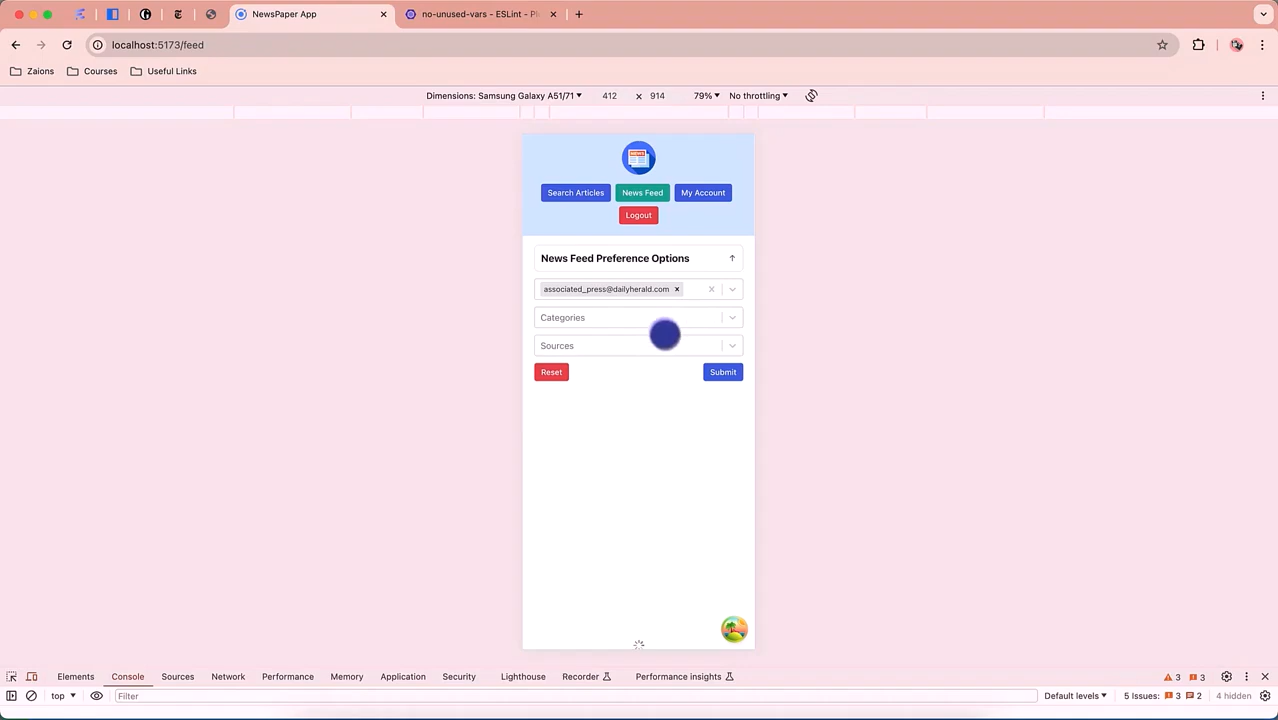 NewsPaper App
no-unused-vars - ESLint - Pl
localhost:5173/feed
Zaions Courses Useful Links
Dimensions: Samsung Galaxy A51/71 412 × 914 79% No throttling
NEWS
Search Articles News Feed My Account
Logout
News Feed Preference Options
associated_press@dailyherald.com
Categories
Sources
Reset Submit
Elements Console Sources Network Performance Memory Application Security Lighthouse Recorder Performance insights 3 3
top Filter Default levels 5 Issues: 3 2 4 hidden